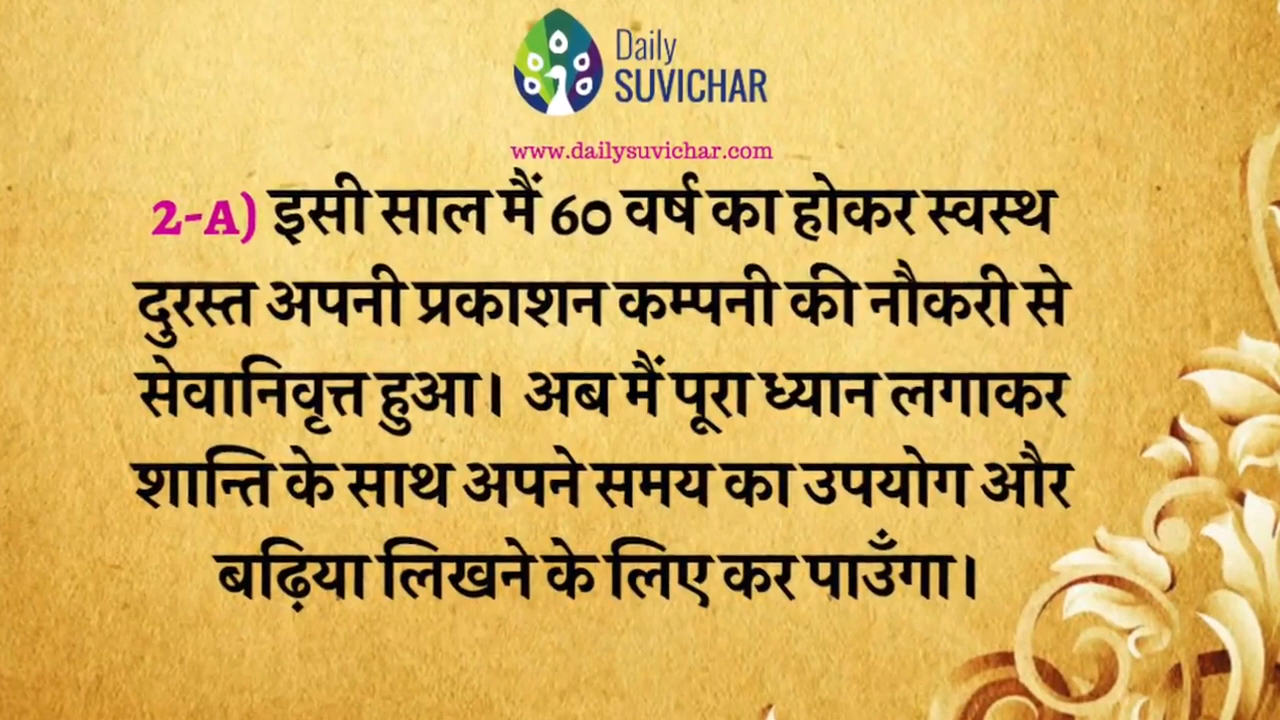 Daily
SUVICHAR
www.dailysuvichar.com
2-A) इसी साल मैं 60 वर्ष का होकर स्वस्थ
दुरस्त अपनी प्रकाशन कम्पनी की नौकरी से
सेवानिवृत्त हुआ। अब मैं पूरा ध्यान लगाकर
शान्ति के साथ अपने समय का उपयोग और
बढ़िया लिखने के लिए कर पाउँगा।